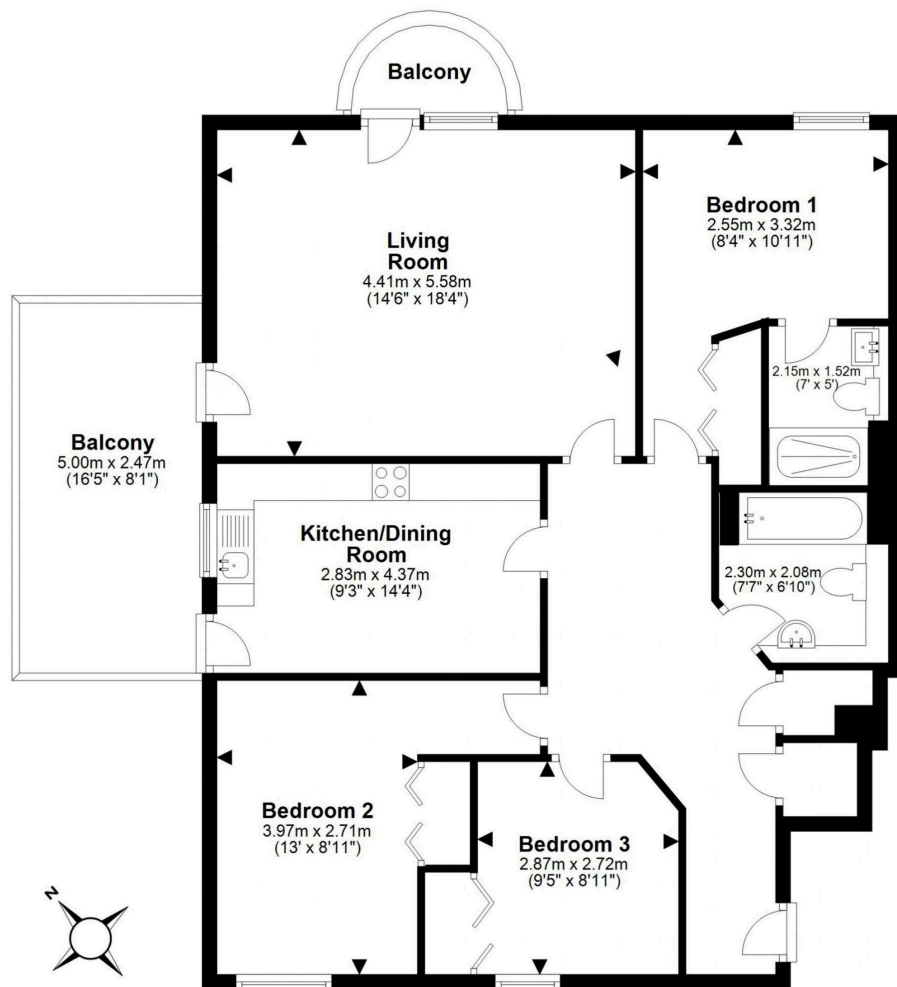 Balcony
Living
Room
4.41m x 5.58m
(14'6" x 18'4")
Bedroom 1
2.55m x 3.32m
(8'4" x 10'11")
2.15m x 1.52m
(7' x 5')
Balcony
5.00m x 2.47m
(16'5" x 8'1")
Kitchen/Dining
Room
2.83m x 4.37m
(9'3" x 14'4")
2.30m x 2.08m
(7'7" x 6'10")
Bedroom 2
3.97m x 2.71m
(13' x 8'11")
Bedroom 3
2.87m x 2.72m
(9'5" x 8'11")
N